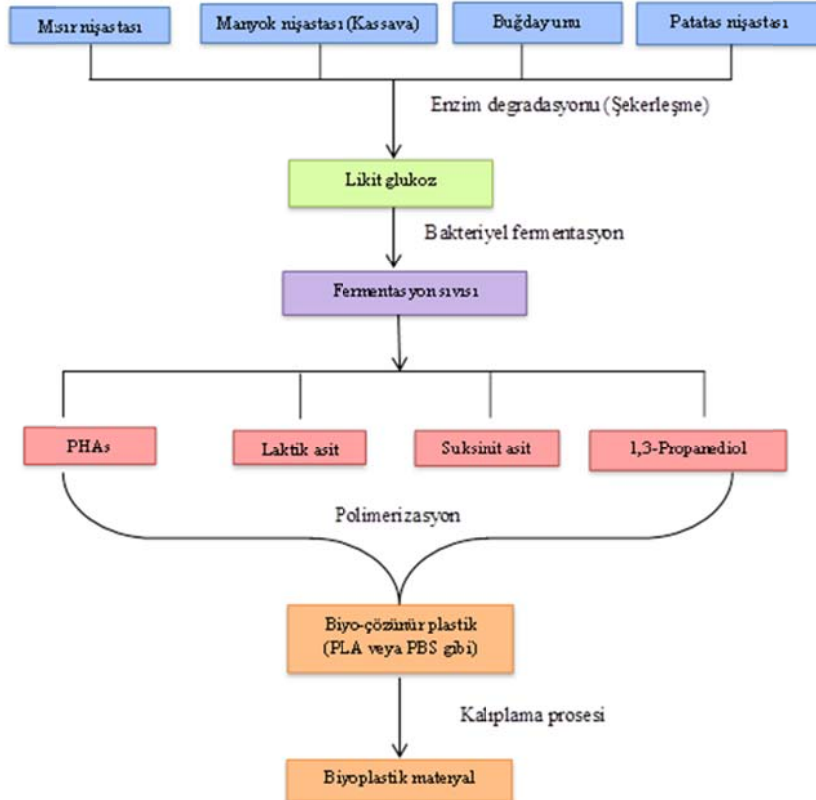 Mısır nişastası
Manyok nişastası (Kassava)
Buğday unu
Patatas nişastası
Enzim degradasyonu (Şekerleşme)
Likit glukoz
Bakteriyel fermentasyon
Fermentasyon sıvısı
PHAs
Laktik asit
Suksinit asit
1,3-Propanediol
Polimerizasyon
Biyo-çözünür plastik
(PLA veya PBS gibi)
Kalıplama prosesi
Biyoplastik materyal